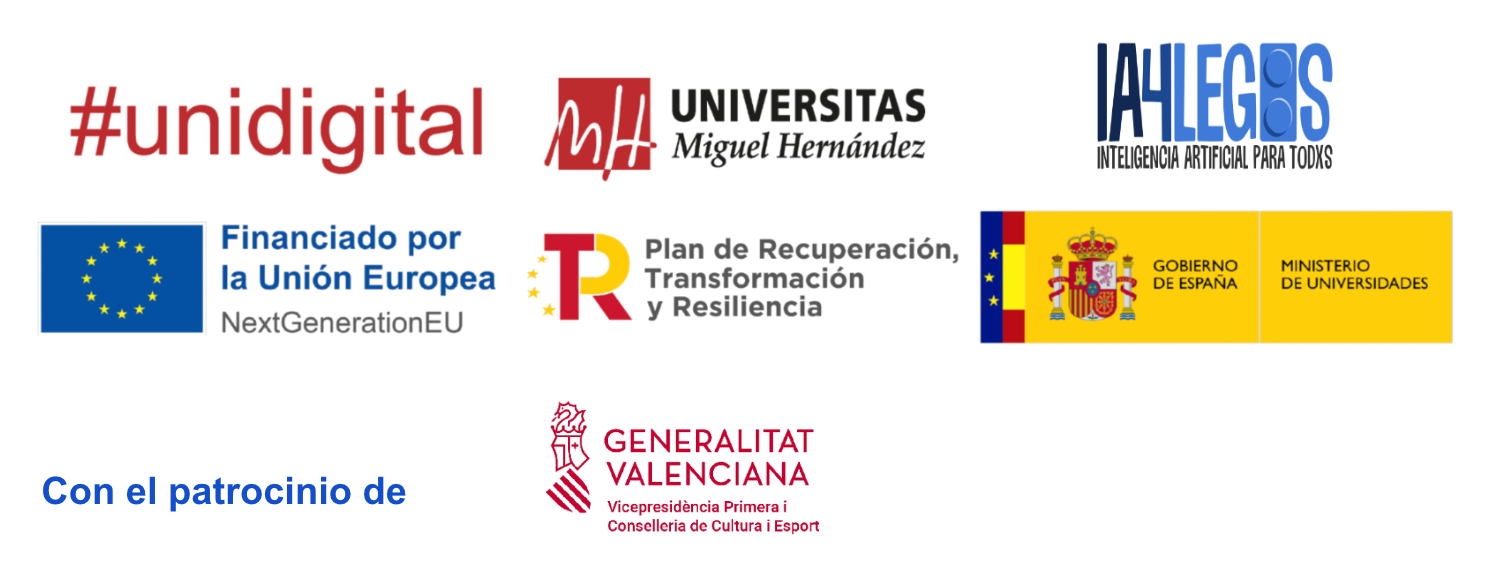 #unidigital
UNIVERSITAS
Miguel Hernández
IA4LEGOS
INTELIGENCIA ARTIFICIAL PARA TODXS
Financiado por
la Unión Europea
NextGenerationEU
TR
Plan de Recuperación,
Transformación
y Resiliencia
GOBIERNO
DE ESPAÑA
MINISTERIO
DE UNIVERSIDADES
Con el patrocinio de
GENERALITAT
VALENCIANA
Vicepresidència Primera i
Conselleria de Cultura i Esport